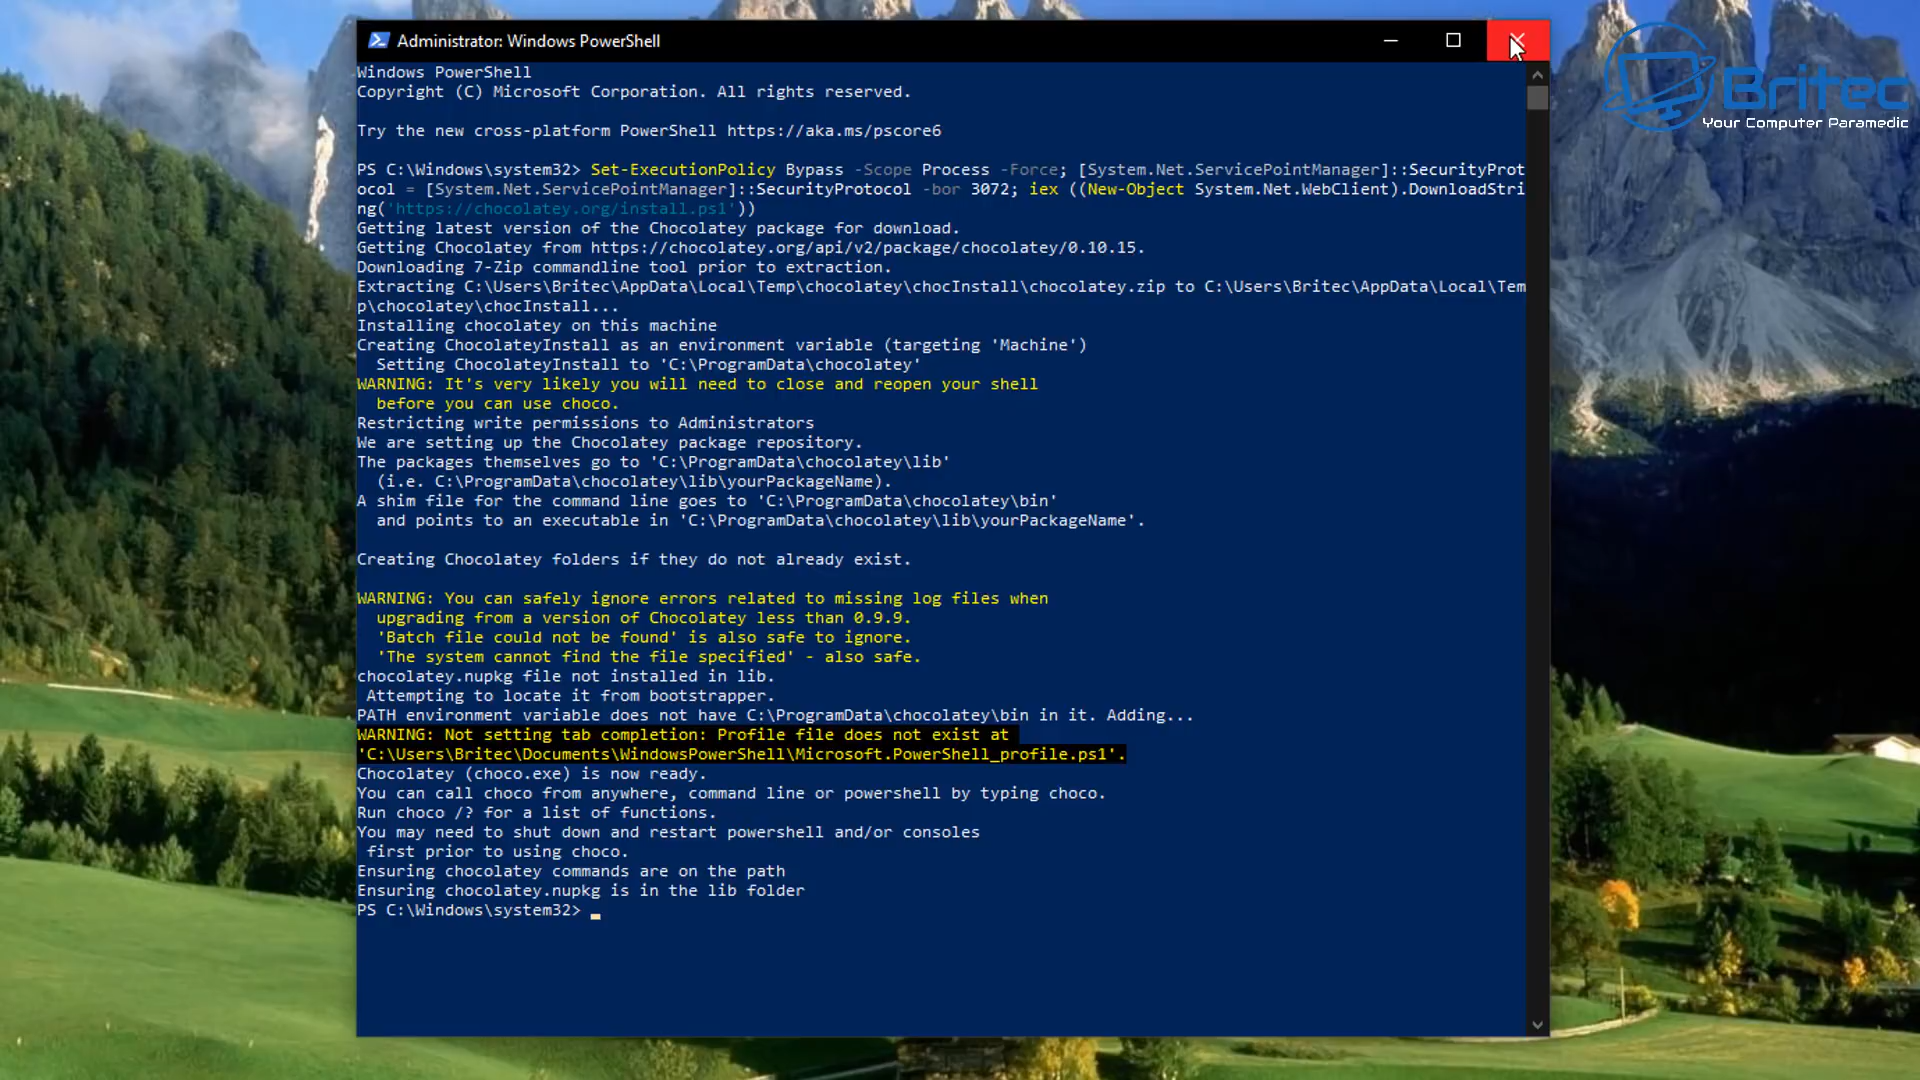 Administrator: Windows PowerShell
Britec
Your Computer Paramedic
Windows PowerShell
Copyright (C) Microsoft Corporation. All rights reserved.
Try the new cross-platform PowerShell https://aka.ms/pscore6
PS C:\Windows\system32> Set-ExecutionPolicy Bypass -Scope Process -Force; [System.Net.ServicePointManager]::SecurityProt
ocol = [System.Net.ServicePointManager]::SecurityProtocol -bor 3072; iex ((New-Object System.Net.WebClient).DownloadStri
ng('https://chocolatey.org/install.ps1'))
Getting latest version of the Chocolatey package for download.
Getting Chocolatey from https://chocolatey.org/api/v2/package/chocolatey/0.10.15.
Downloading 7-Zip commandline tool prior to extraction.
Extracting C:\Users\Britec\AppData\Local\Temp\chocolatey\chocInstall\chocolatey.zip to C:\Users\Britec\AppData\Local\Tem
p\chocolatey\chocInstall...
Installing chocolatey on this machine
Creating ChocolateyInstall as an environment variable (targeting 'Machine')
  Setting ChocolateyInstall to 'C:\ProgramData\chocolatey'
WARNING: It's very likely you will need to close and reopen your shell
  before you can use choco.
Restricting write permissions to Administrators
We are setting up the Chocolatey package repository.
The packages themselves go to 'C:\ProgramData\chocolatey\lib'
  (i.e. C:\ProgramData\chocolatey\lib\yourPackageName).
A shim file for the command line goes to 'C:\ProgramData\chocolatey\bin'
  and points to an executable in 'C:\ProgramData\chocolatey\lib\yourPackageName'.
Creating Chocolatey folders if they do not already exist.
WARNING: You can safely ignore errors related to missing log files when
  upgrading from a version of Chocolatey less than 0.9.9.
  'Batch file could not be found' is also safe to ignore.
  'The system cannot find the file specified' - also safe.
chocolatey.nupkg file not installed in lib.
 Attempting to locate it from bootstrapper.
PATH environment variable does not have C:\ProgramData\chocolatey\bin in it. Adding...
WARNING: Not setting tab completion: Profile file does not exist at
'C:\Users\Britec\Documents\WindowsPowerShell\Microsoft.PowerShell_profile.ps1'.
Chocolatey (choco.exe) is now ready.
You can call choco from anywhere, command line or powershell by typing choco.
Run choco /? for a list of functions.
You may need to shut down and restart powershell and/or consoles
 first prior to using choco.
Ensuring chocolatey commands are on the path
Ensuring chocolatey.nupkg is in the lib folder
PS C:\Windows\system32>